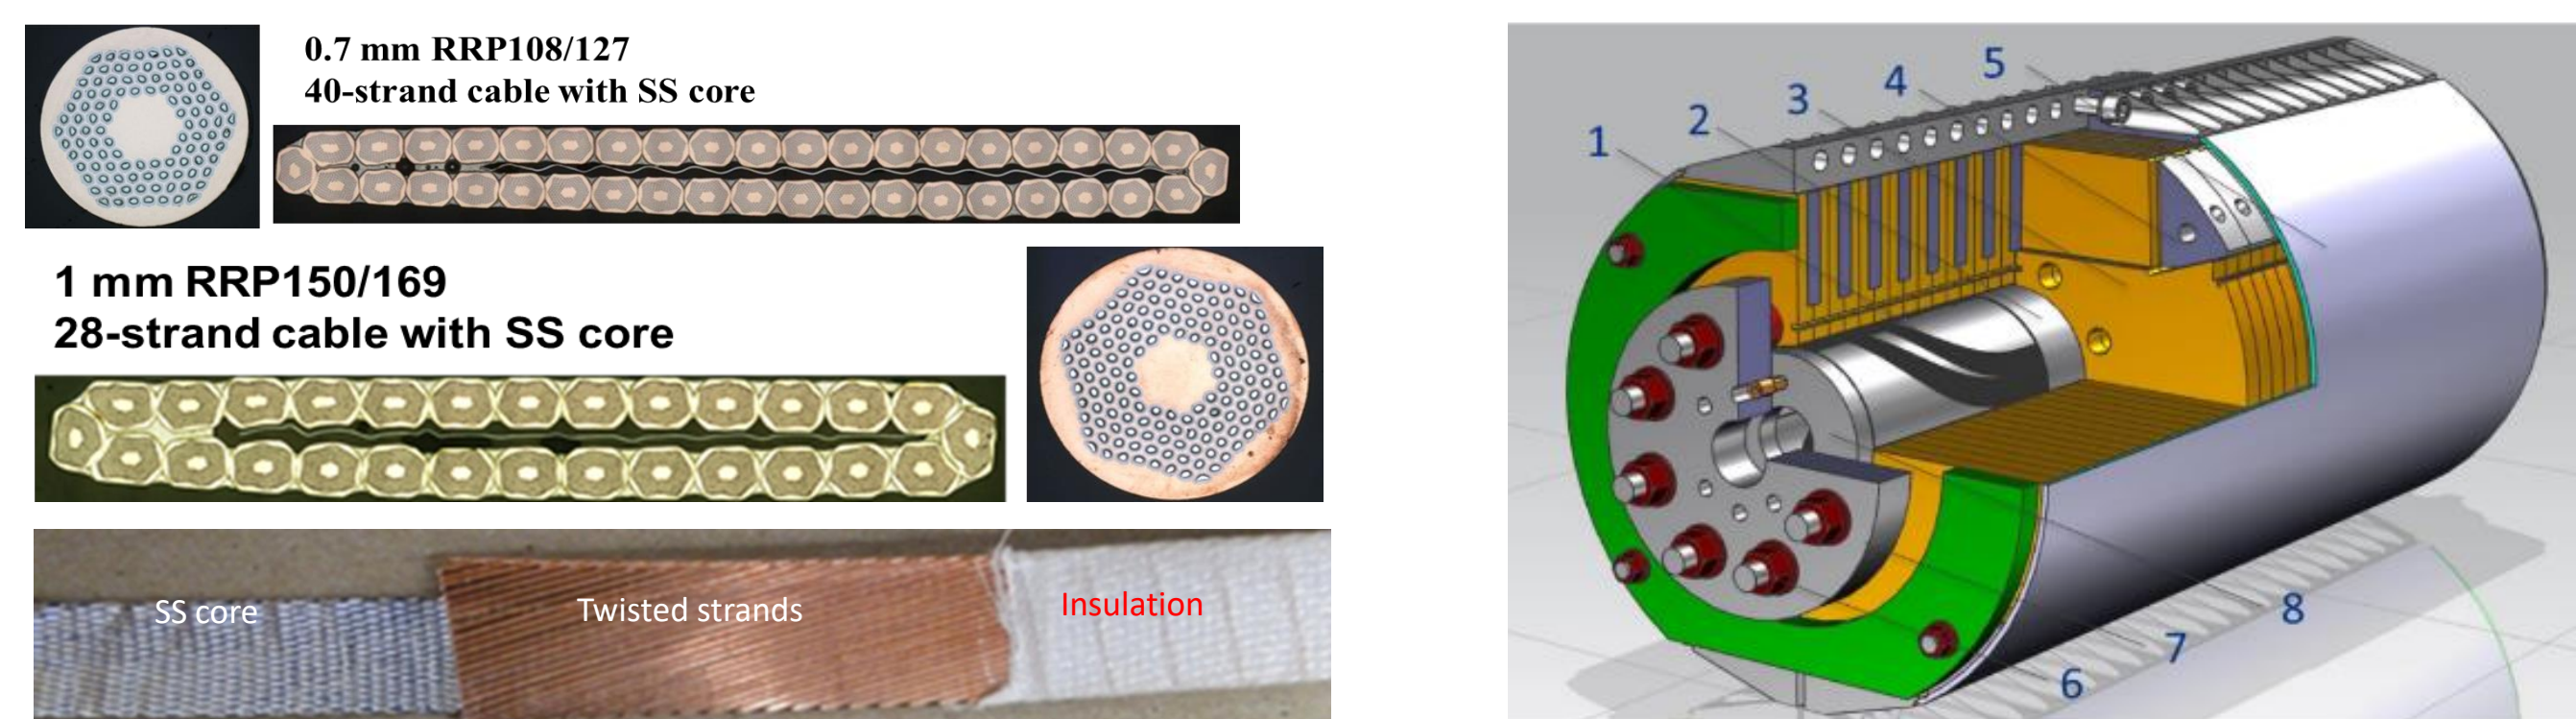 0.7 mm RRP108/127
40-strand cable with SS core
1 mm RRP150/169
28-strand cable with SS core
SS core
Twisted strands
Insulation
1
2
3
4
5
6
7
8